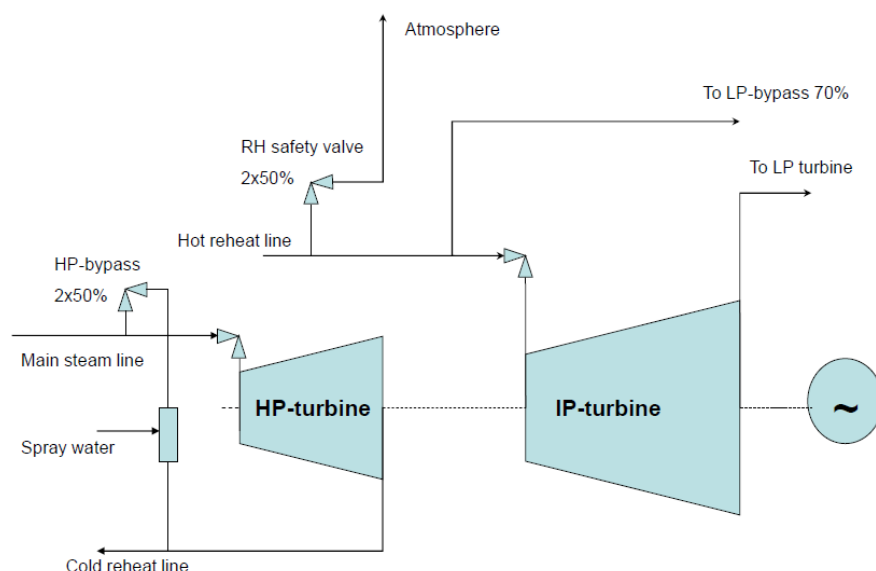 Atmosphere
To LP-bypass 70%
RH safety valve
2x50%
To LP turbine
Hot reheat line
HP-bypass
2x50%
Main steam line
HP-turbine
IP-turbine
~
Spray water
Cold reheat line